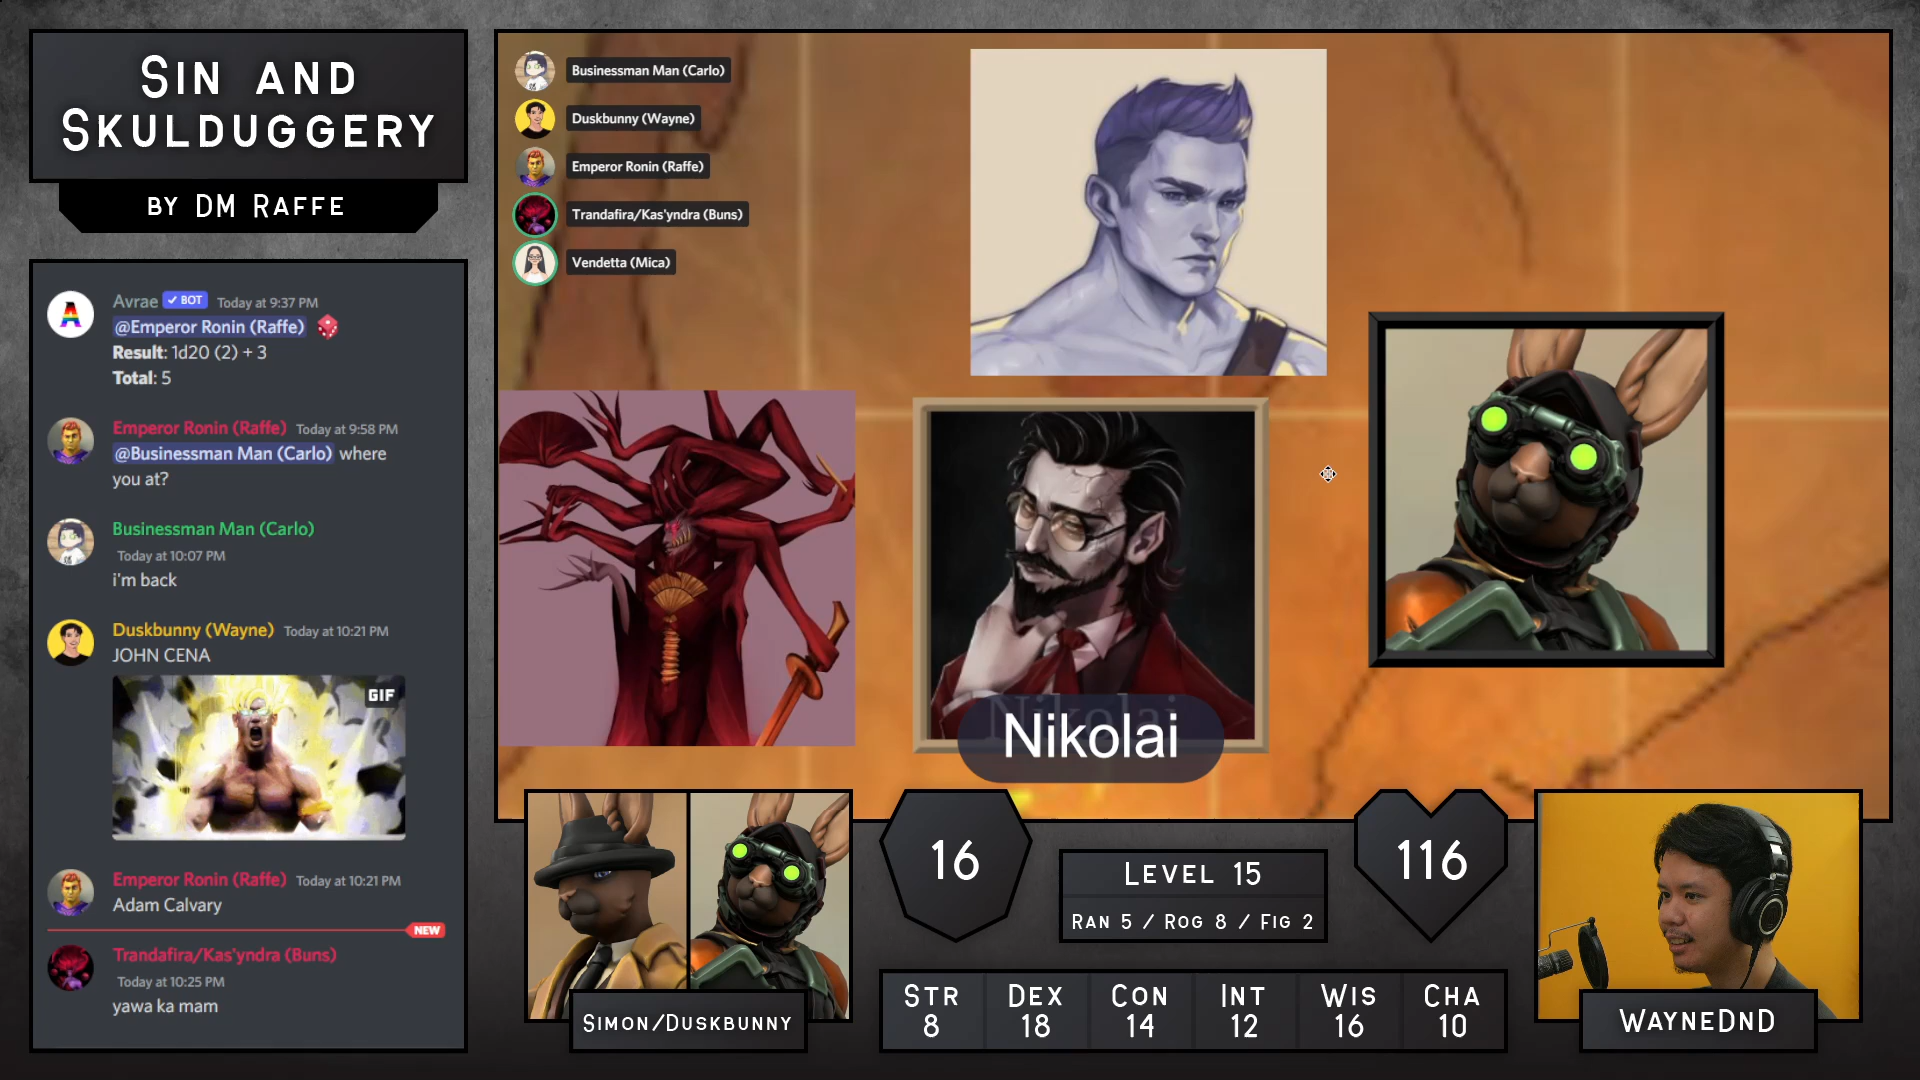 Sin and
Skulduggery
by DM Raffe
Avrae ✓ BOT Today at 9:37 PM
@Emperor Ronin (Raffe)
Result: 1d20 (2) + 3
Total: 5
Emperor Ronin (Raffe) Today at 9:58 PM
@Businessman Man (Carlo) where
you at?
Businessman Man (Carlo)
Today at 10:07 PM
i'm back
Duskbunny (Wayne) Today at 10:21 PM
JOHN CENA
GIF
Emperor Ronin (Raffe) Today at 10:21 PM
Adam Calvary
NEW
Trandafira/Kas'yndra (Buns)
Today at 10:25 PM
yawa ka mam
Businessman Man (Carlo)
Duskbunny (Wayne)
Emperor Ronin (Raffe)
Trandafira/Kas'yndra (Buns)
Vendetta (Mica)
Nikolai
Nikolai
Simon/Duskbunny
16
Level 15
Ran 5 / Rog 8 / Fig 2
116
Str Dex Con Int Wis Cha
8 18 14 12 16 10
WayneDnD